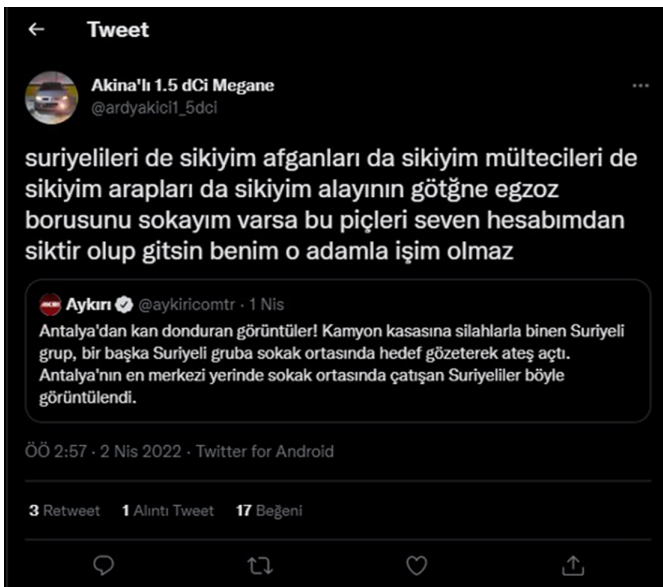 Tweet
Akina'lı 1.5 dCi Megane
@ardyakici1_5dci
suriyelileri de sikiyim afganları da sikiyim mültecileri de
sikiyim arapları da sikiyim alayının götğne egzoz
borusunu sokayım varsa bu piçleri seven hesabımdan
siktir olup gitsin benim o adamla işim olmaz
Aykırı @aykiricomtr · 1 Nis
Antalya'dan kan donduran görüntüler! Kamyon kasasına silahlarla binen Suriyeli
grup, bir başka Suriyeli gruba sokak ortasında hedef gözeterek ateş açtı.
Antalya'nın en merkezi yerinde sokak ortasında çatışan Suriyeliler böyle
görüntülendi.
ÖÖ 2:57 · 2 Nis 2022 · Twitter for Android
3 Retweet 1 Alıntı Tweet 17 Beğeni